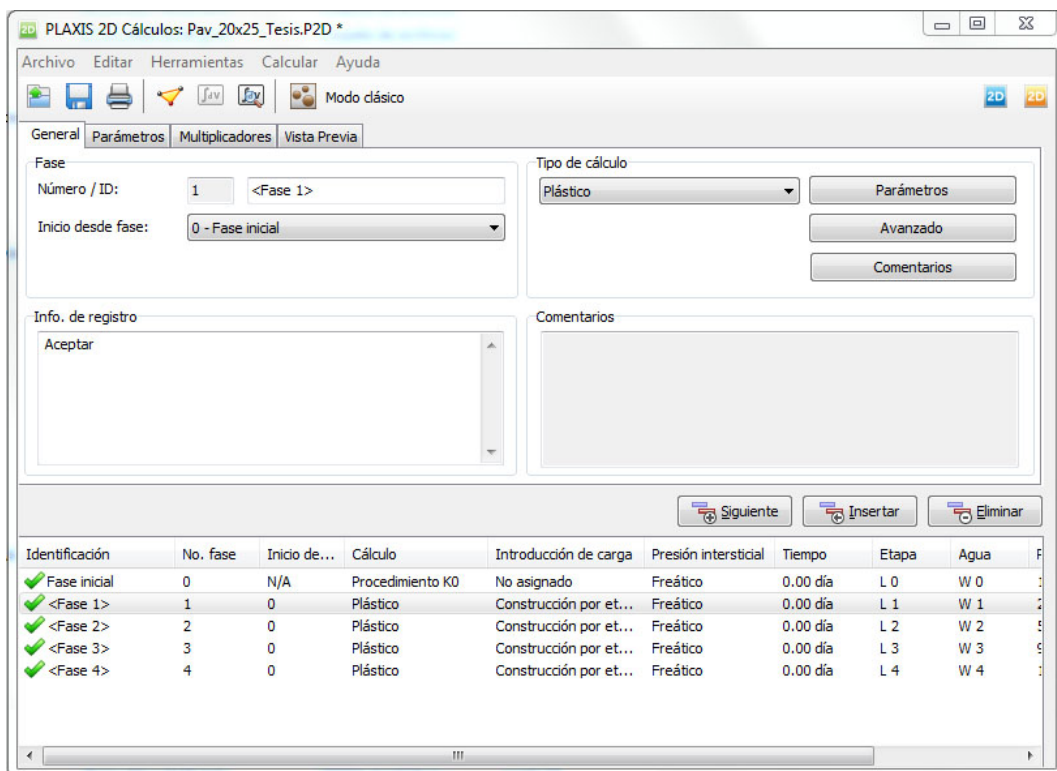 PLAXIS 2D Cálculos: Pav_20x25_Tesis.P2D *
Archivo Editar Herramientas Calcular Ayuda
Modo clásico
2D 2D
General Parámetros Multiplicadores Vista Previa
Fase
Número / ID: 1 <Fase 1>
Inicio desde fase: 0 - Fase inicial
Tipo de cálculo
Plástico Parámetros
Avanzado
Comentarios
Info. de registro
Aceptar
Comentarios
Siguiente Insertar Eliminar
Identificación No. fase Inicio de... Cálculo Introducción de carga Presión intersticial Tiempo Etapa Agua
Fase inicial 0 N/A Procedimiento K0 No asignado Freático 0.00 día L 0 W 0
<Fase 1> 1 0 Plástico Construcción por et... Freático 0.00 día L 1 W 1
<Fase 2> 2 0 Plástico Construcción por et... Freático 0.00 día L 2 W 2
<Fase 3> 3 0 Plástico Construcción por et... Freático 0.00 día L 3 W 3
<Fase 4> 4 0 Plástico Construcción por et... Freático 0.00 día L 4 W 4